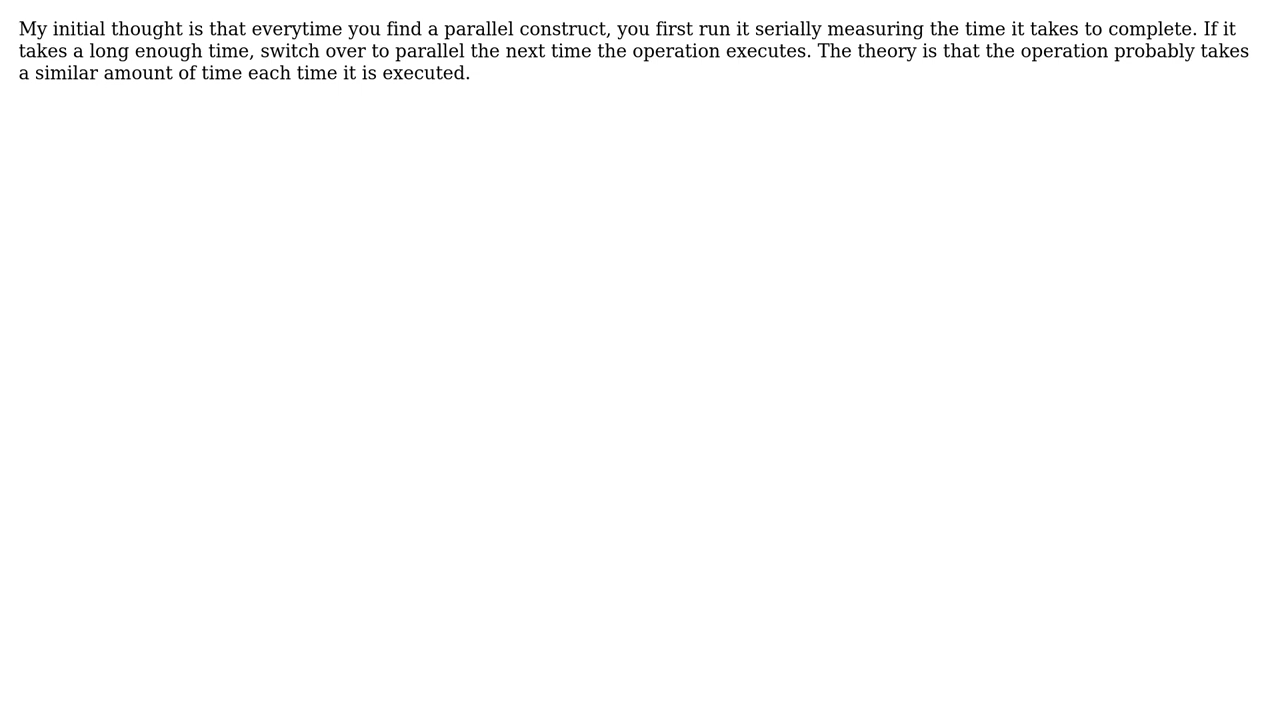 My initial thought is that everytime you find a parallel construct, you first run it serially measuring the time it takes to complete. If it
takes a long enough time, switch over to parallel the next time the operation executes. The theory is that the operation probably takes
a similar amount of time each time it is executed.